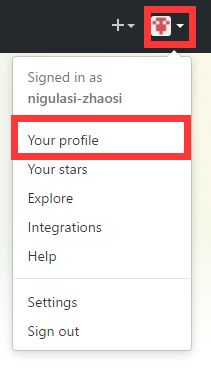 Signed in as
nigulasi-zhaosi
Your profile
Your stars
Explore
Integrations
Help
Settings
Sign out